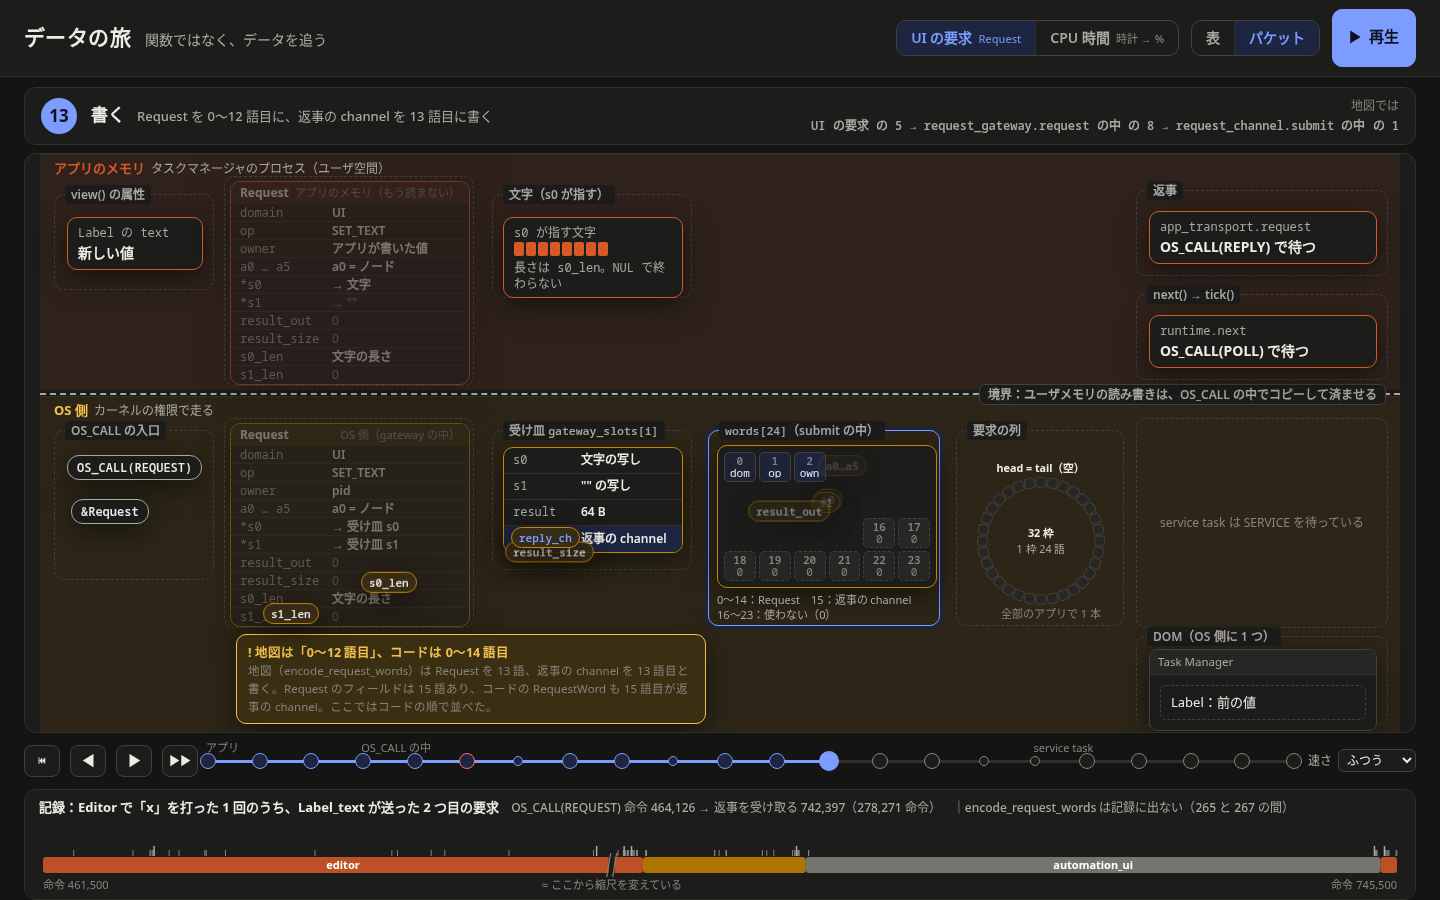 データの旅 関数ではなく、データを追う
UI の要求 Request CPU 時間 時計 → % 表 パケット ▶ 再生
13 書く Request を 0〜12 語目に、返事の channel を 13 語目に書く
地図では
UI の要求 の 5 → request_gateway.request の中 の 8 → request_channel.submit の中 の 1
アプリのメモリ タスクマネージャのプロセス（ユーザ空間）
view() の属性
Label の text
新しい値
Request アプリのメモリ（もう読まない）
domain UI
op SET_TEXT
owner アプリが書いた値
a0 … a5 a0 = ノード
*s0 → 文字
*s1 → ""
result_out 0
result_size 0
s0_len 文字の長さ
s1_len 0
文字（s0 が指す）
s0 が指す文字
長さは s0_len。NUL で終
わらない
返事
app_transport.request
OS_CALL(REPLY) で待つ
next() → tick()
runtime.next
OS_CALL(POLL) で待つ
境界：ユーザメモリの読み書きは、OS_CALL の中でコピーして済ませる
OS 側 カーネルの権限で走る
OS_CALL の入口
OS_CALL(REQUEST)
&Request
Request OS 側（gateway の中）
domain UI
op SET_TEXT
owner pid
a0 … a5 a0 = ノード
*s0 → 受け皿 s0
*s1 → 受け皿 s1
result_out 0
result_size 0
s0_len
s0_len 文字の長さ
s1_len
受け皿 gateway_slots[i]
s0 文字の写し
s1 "" の写し
result 64 B
reply_ch 返事の channel
result_size
words[24]（submit の中）
0 1 2
dom op own
a0…a5
result_out
16 17
0 0
18 19 20 21 22 23
0 0 0 0 0 0
0〜14：Request 15：返事の channel
16〜23：使わない（0）
要求の列
head = tail（空）
32 枠
1 枠 24 語
全部のアプリで 1 本
service task は SERVICE を待っている
! 地図は「0〜12 語目」、コードは 0〜14 語目
地図（encode_request_words）は Request を 13 語、返事の channel を 13 語目と
書く。Request のフィールドは 15 語あり、コードの RequestWord も 15 語目が返
事の channel。ここではコードの順で並べた。
DOM（OS 側に 1 つ）
Task Manager
Label：前の値
アプリ OS_CALL の中 service task
速さ ふつう
記録：Editor で「x」を打った 1 回のうち、Label_text が送った 2 つ目の要求 OS_CALL(REQUEST) 命令 464,126 → 返事を受け取る 742,397（278,271 命令） ｜encode_request_words は記録に出ない（265 と 267 の間）
editor automation_ui
命令 461,500 ≈ ここから縮尺を変えている 命令 745,500